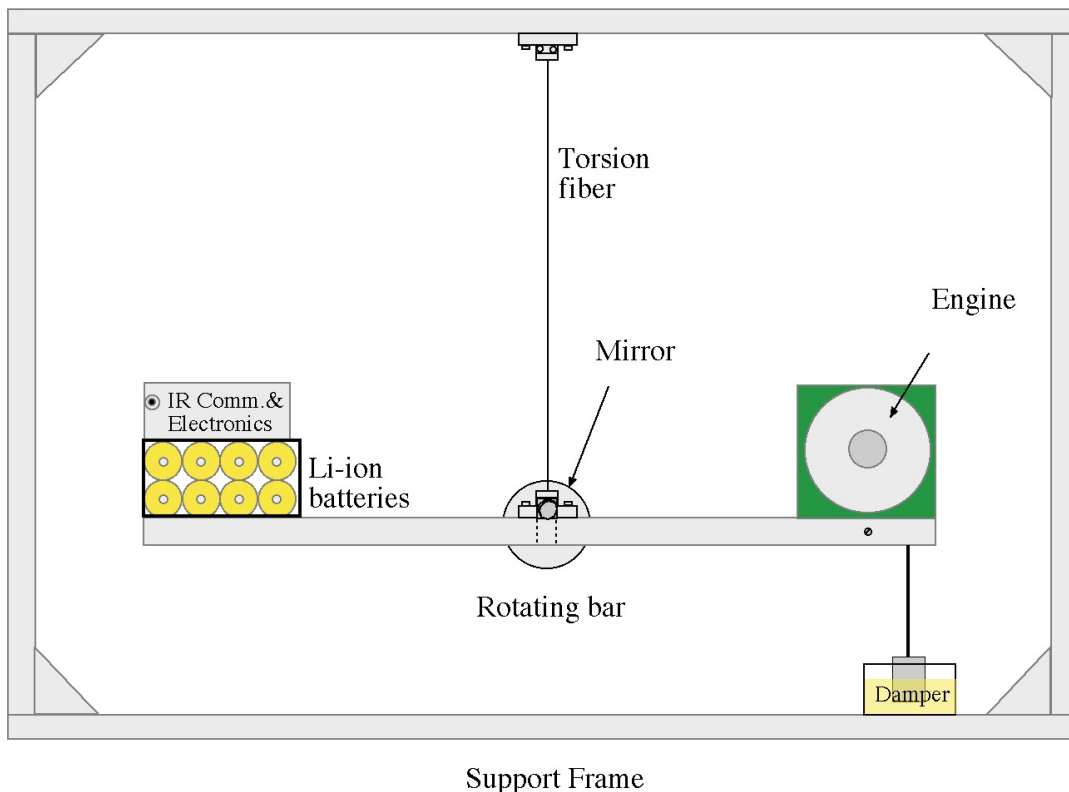 Torsion
fiber
Engine
Mirror
IR Comm.&
Electronics
Li-ion
batteries
Rotating bar
Damper
Support Frame